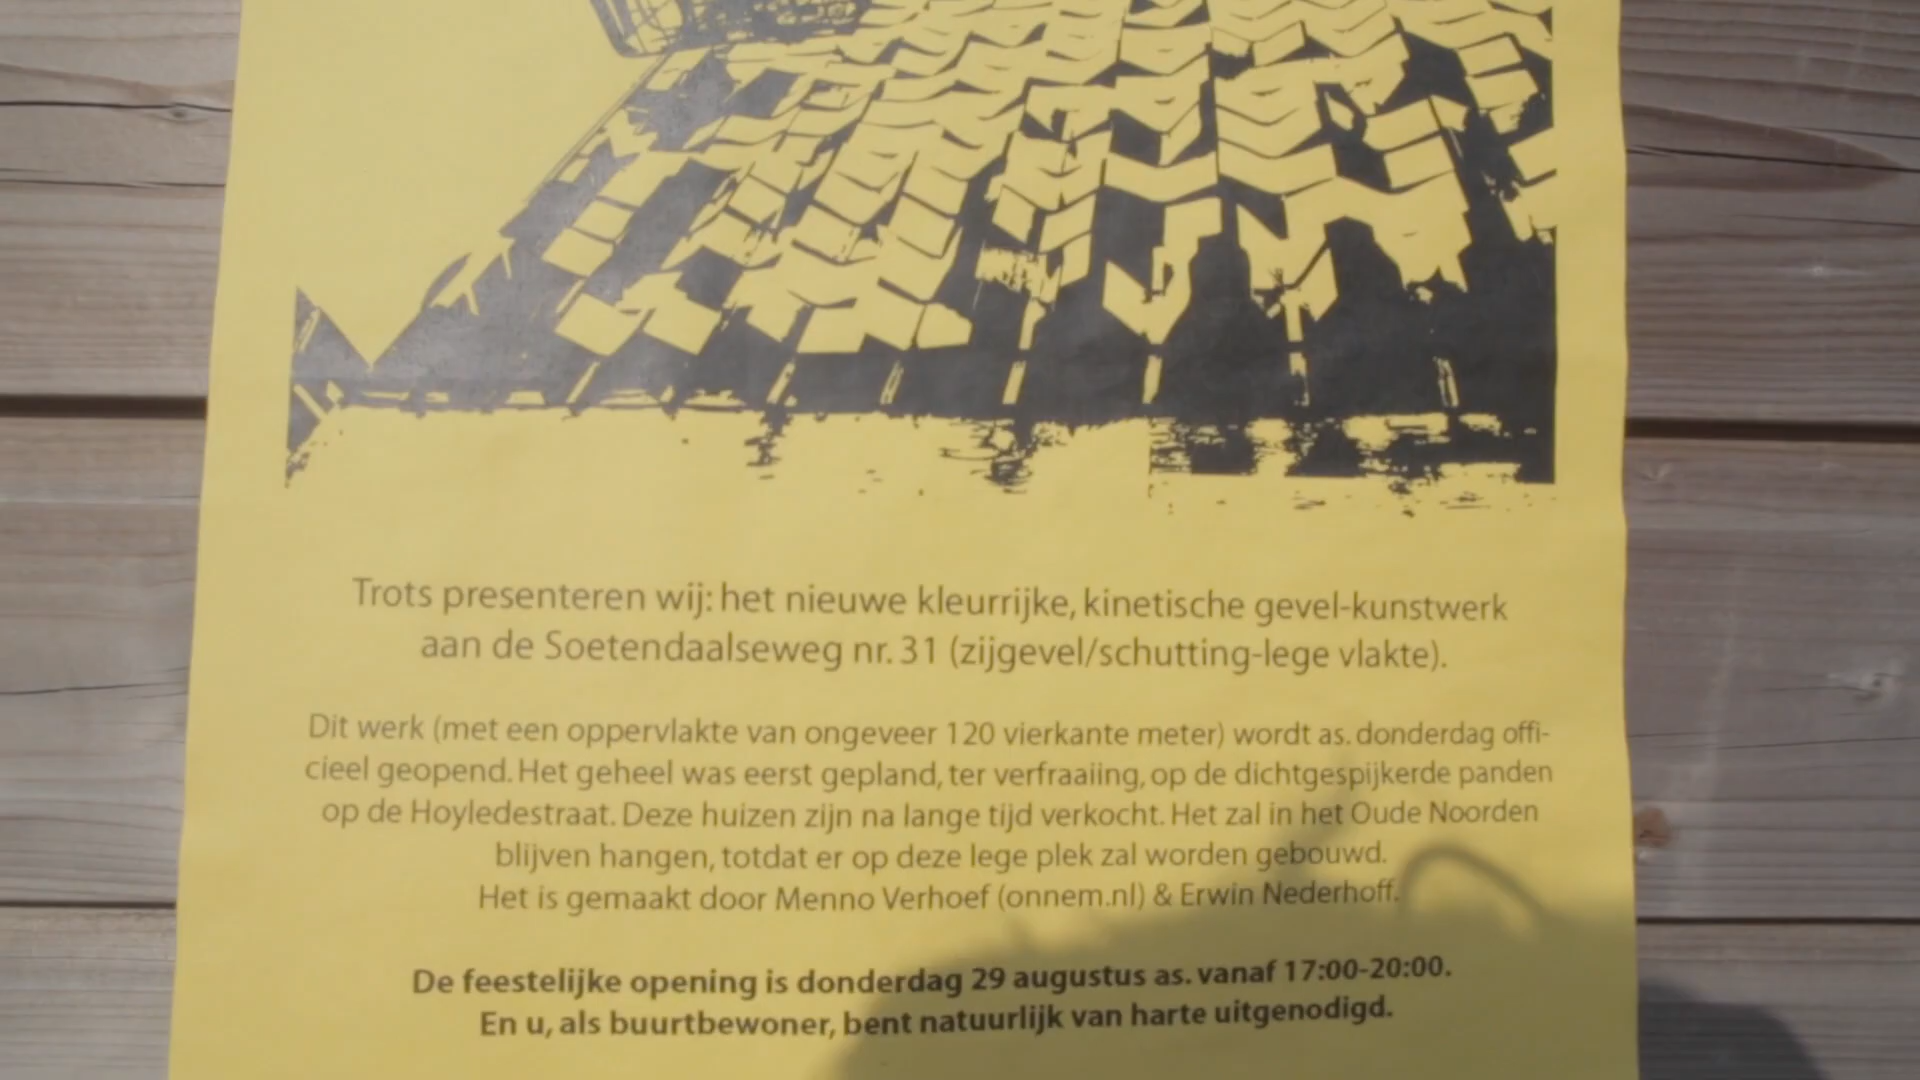 Trots presenteren wij: het nieuwe kleurrijke, kinetische gevel-kunstwerk
aan de Soetendaalseweg nr. 31 (zijgevel/schutting-lege vlakte).
Dit werk (met een oppervlakte van ongeveer 120 vierkante meter) wordt as. donderdag offi-
cieel geopend. Het geheel was eerst gepland, ter verfraaiing, op de dichtgespijkerde panden
op de Hoyledestraat. Deze huizen zijn na lange tijd verkocht. Het zal in het Oude Noorden
blijven hangen, totdat er op deze lege plek zal worden gebouwd.
Het is gemaakt door Menno Verhoef (onnem.nl) & Erwin Nederhoff.
De feestelijke opening is donderdag 29 augustus as. vanaf 17:00-20:00.
En u, als buurtbewoner, bent natuurlijk van harte uitgenodigd.